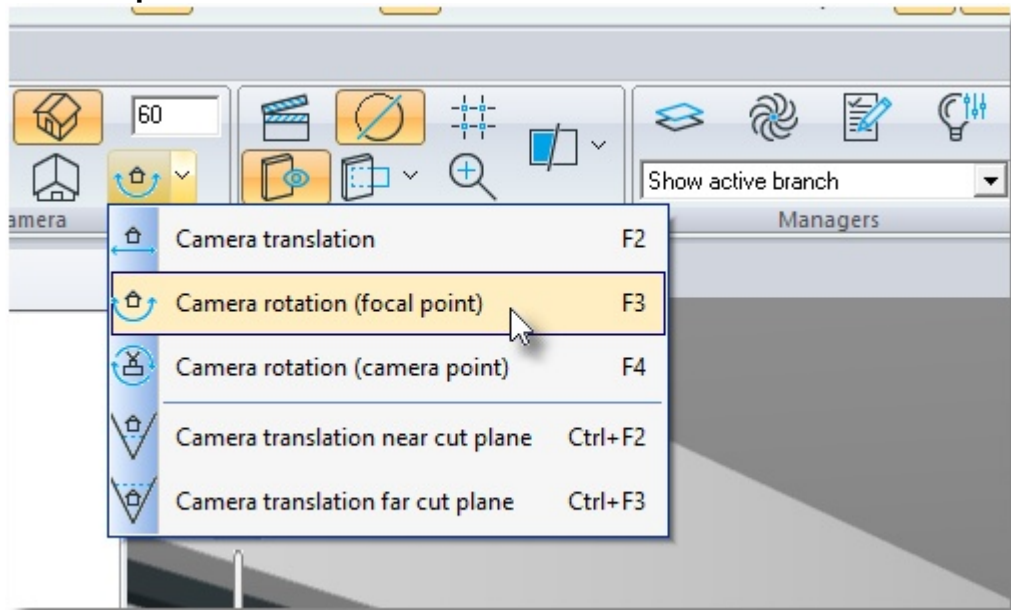 60
Show active branch
amera
Managers
Camera translation F2
Camera rotation (focal point) F3
Camera rotation (camera point) F4
Camera translation near cut plane Ctrl+F2
Camera translation far cut plane Ctrl+F3